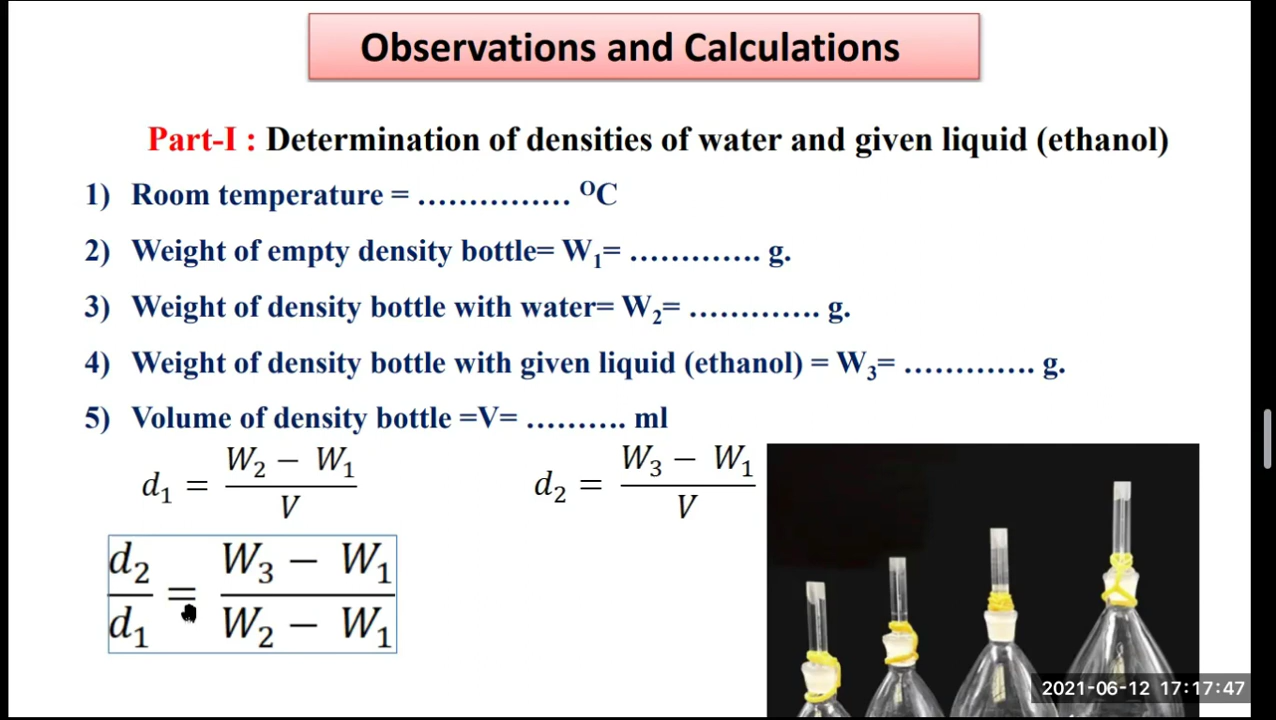 Observations and Calculations
Part-I : Determination of densities of water and given liquid (ethanol)
1) Room temperature = …………… ᴼC
2) Weight of empty density bottle= W₁= …………. g.
3) Weight of density bottle with water= W₂= …………. g.
4) Weight of density bottle with given liquid (ethanol) = W₃= …………. g.
5) Volume of density bottle =V= ………. ml
d₁ = (W₂ − W₁) / V d₂ = (W₃ − W₁) / V
d₂ / d₁ = (W₃ − W₁) / (W₂ − W₁)
2021-06-12 17:17:47